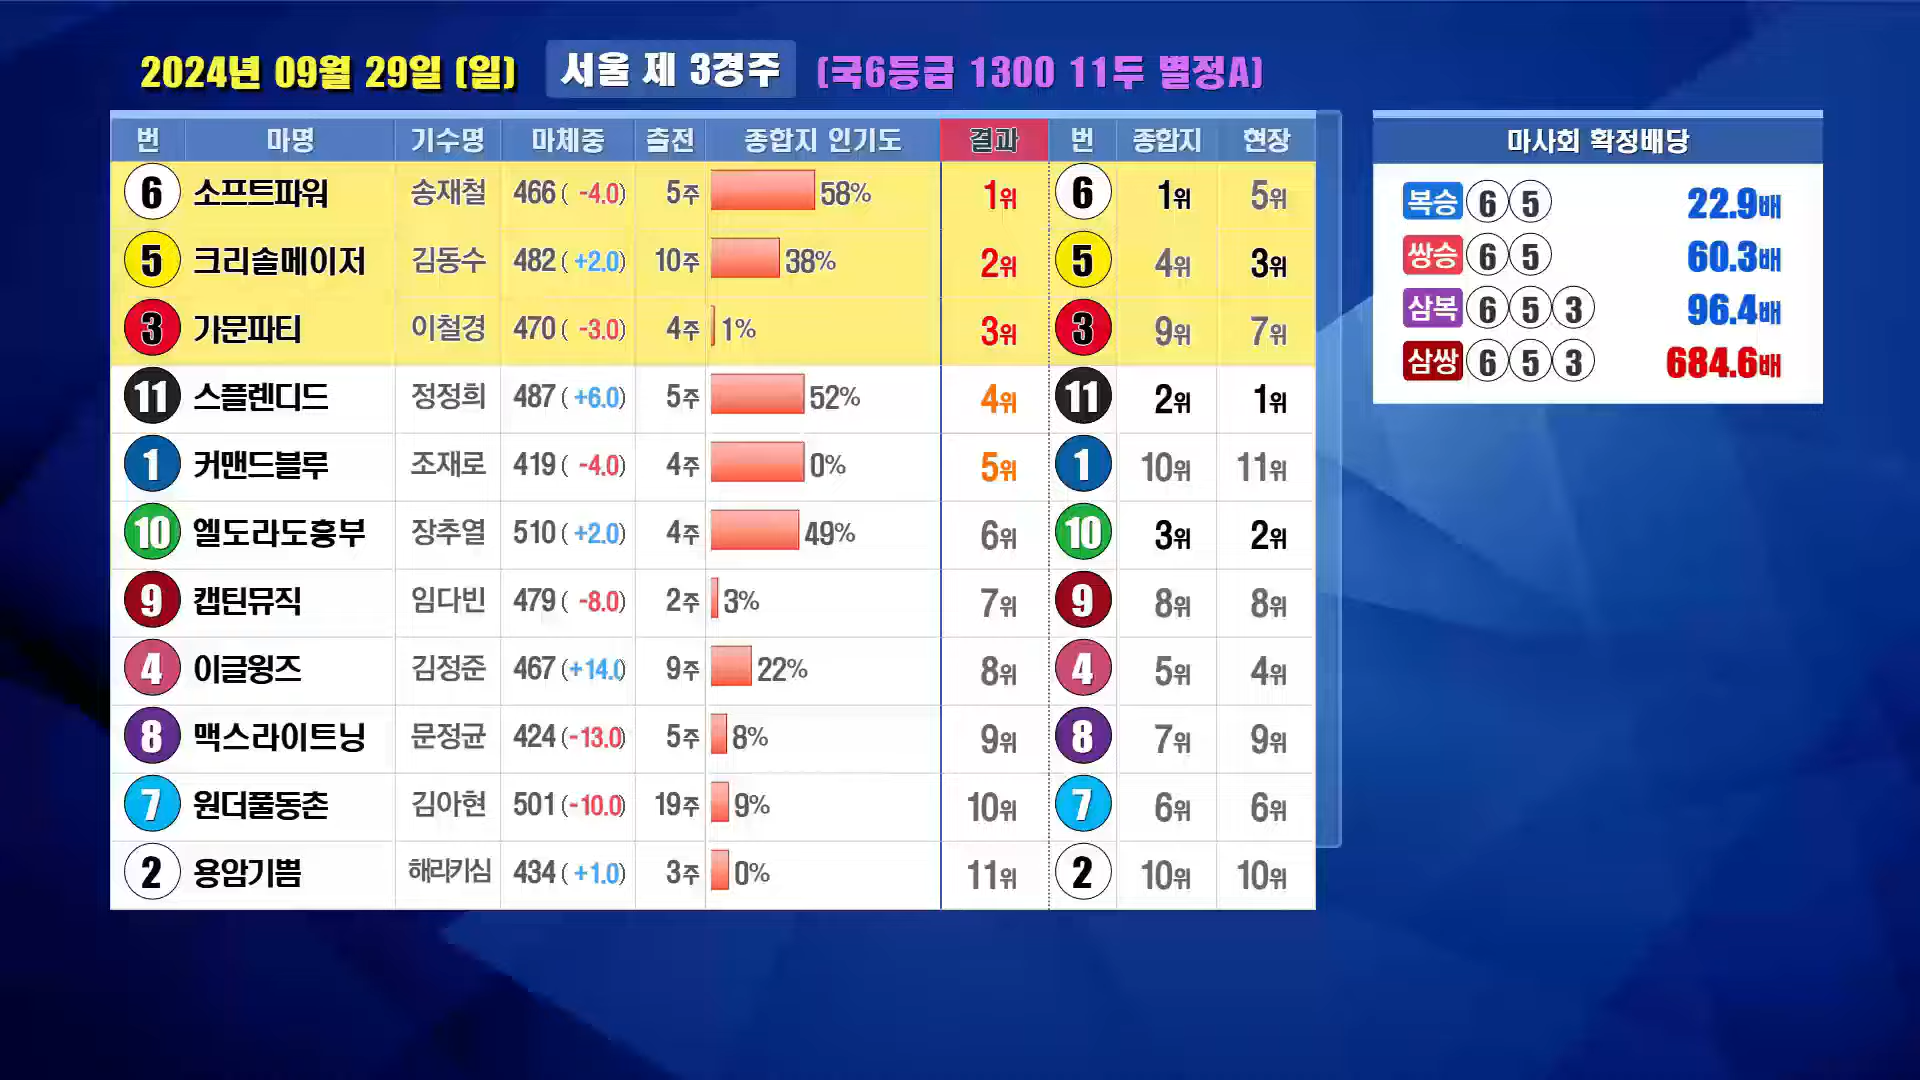 2024년 09월 29일 (일) 서울 제 3경주 (국6등급 1300 11두 별정A)
번 마명 기수명 마체중 출전 종합지 인기도 결과 번 종합지 현장
6 소프트파워 송재철 466 ( -4.0) 5주 58% 1위 6 1위 5위
5 크리솔메이저 김동수 482 ( +2.0) 10주 38% 2위 5 4위 3위
3 가문파티 이철경 470 ( -3.0) 4주 1% 3위 3 9위 7위
11 스플렌디드 정정희 487 ( +6.0) 5주 52% 4위 11 2위 1위
1 커맨드블루 조재로 419 ( -4.0) 4주 0% 5위 1 10위 11위
10 엘도라도흥부 장추열 510 ( +2.0) 4주 49% 6위 10 3위 2위
9 캡틴뮤직 임다빈 479 ( -8.0) 2주 3% 7위 9 8위 8위
4 이글윙즈 김정준 467 (+14.0) 9주 22% 8위 4 5위 4위
8 맥스라이트닝 문정균 424 (-13.0) 5주 8% 9위 8 7위 9위
7 원더풀동촌 김아현 501 (-10.0) 19주 9% 10위 7 6위 6위
2 용암기쁨 해라키심 434 ( +1.0) 3주 0% 11위 2 10위 10위
마사회 확정배당
복승 6 5 22.9배
쌍승 6 5 60.3배
삼복 6 5 3 96.4배
삼쌍 6 5 3 684.6배